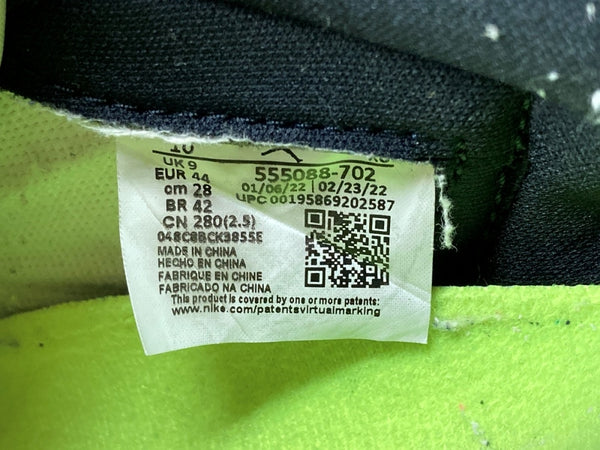 UK 9
EUR 44
cm 28
BR 42
CN 280(2.5)
555088-702
01/06/22 | 02/23/22
UPC 00195869202587
048C8BCK3855E
MADE IN CHINA
HECHO EN CHINA
FABRIQUE EN CHINE
FABRICADO NA CHINA
This product is covered by one or more patents:
www.nike.com/patentsvirtualmarking